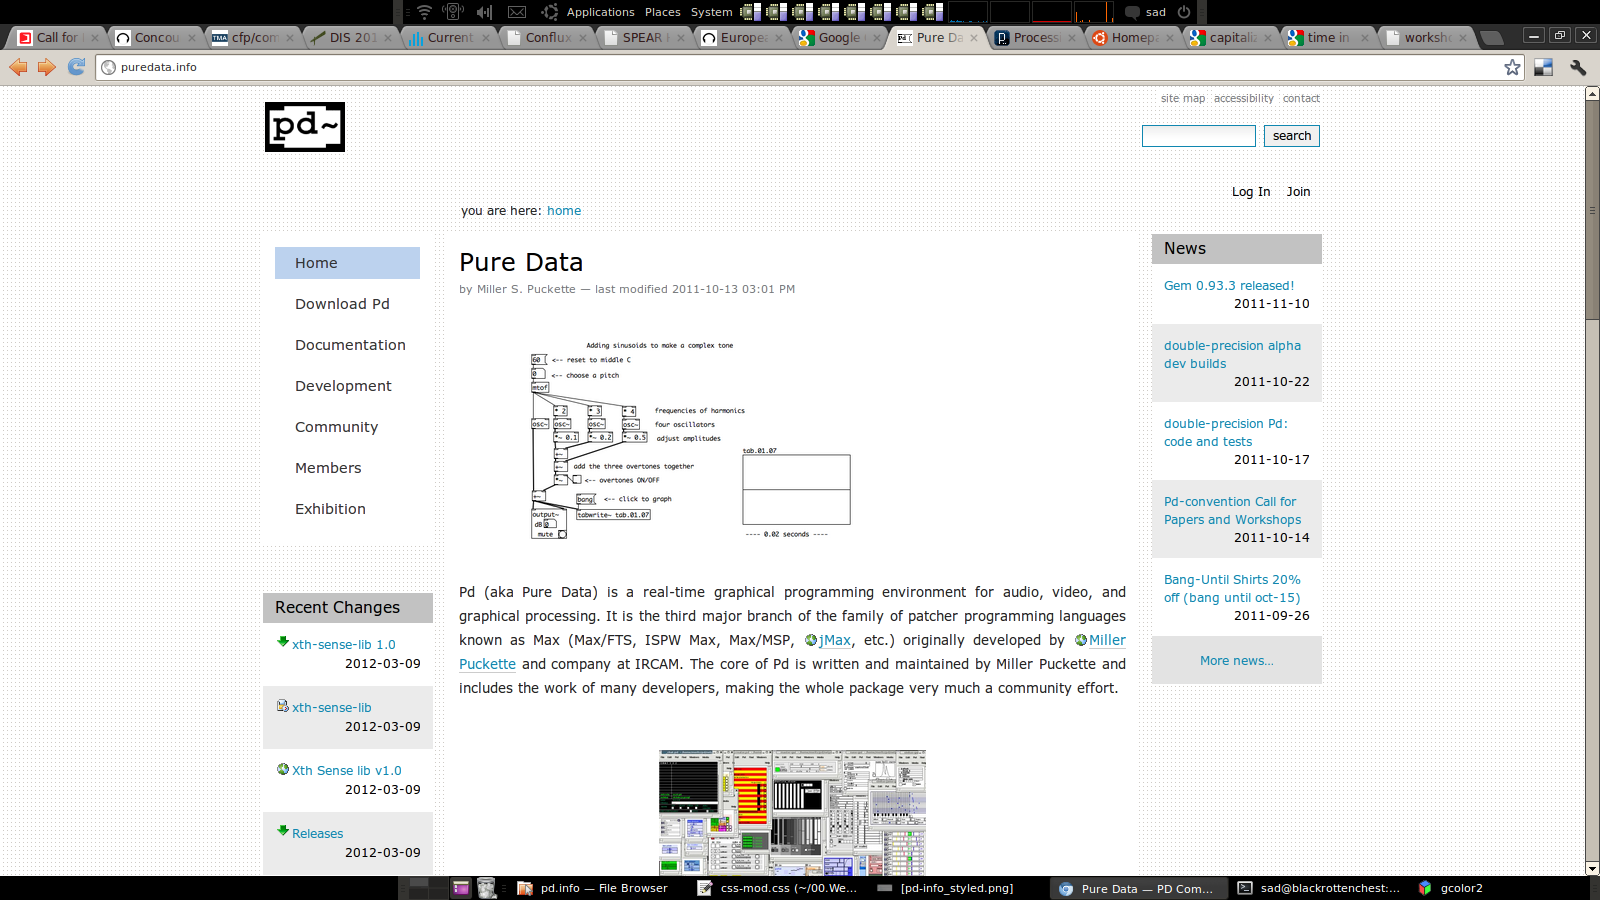 Applications Places System sad
Call for
Concou
TMA cfp/com
DIS 201
Current
Conflux
SPEAR
Europea
Google
Pure Da
Processi
Homepa
capitaliz
time in
worksho
puredata.info
site map accessibility contact
pd~
search
Log In Join
you are here: home
Home
Download Pd
Documentation
Development
Community
Members
Exhibition
Recent Changes
xth-sense-lib 1.0
2012-03-09
xth-sense-lib
2012-03-09
Xth Sense lib v1.0
2012-03-09
Releases
2012-03-09
Pure Data
by Miller S. Puckette — last modified 2011-10-13 03:01 PM
Adding sinusoids to make a complex tone
60 <-- reset to middle C
0 <-- choose a pitch
mtof
* 2 * 3 * 4 frequencies of harmonics
osc~ osc~ osc~ osc~ four oscillators
*~ 0.1 *~ 0.2 *~ 0.5 adjust amplitudes
+~
+~ add the three overtones together
*~ <-- overtones ON/OFF
+~ bang <-- click to graph
output~ tabwrite~ tab.01.07
dB 0
mute
tab.01.07
---- 0.02 seconds ----
Pd (aka Pure Data) is a real-time graphical programming environment for audio, video, and
graphical processing. It is the third major branch of the family of patcher programming languages
known as Max (Max/FTS, ISPW Max, Max/MSP, jMax, etc.) originally developed by Miller
Puckette and company at IRCAM. The core of Pd is written and maintained by Miller Puckette and
includes the work of many developers, making the whole package very much a community effort.
News
Gem 0.93.3 released!
2011-11-10
double-precision alpha
dev builds
2011-10-22
double-precision Pd:
code and tests
2011-10-17
Pd-convention Call for
Papers and Workshops
2011-10-14
Bang-Until Shirts 20%
off (bang until oct-15)
2011-09-26
More news...
pd.info — File Browser
css-mod.css (~/00.We...
[pd-info_styled.png]
Pure Data — PD Com...
sad@blackrottenchest:...
gcolor2